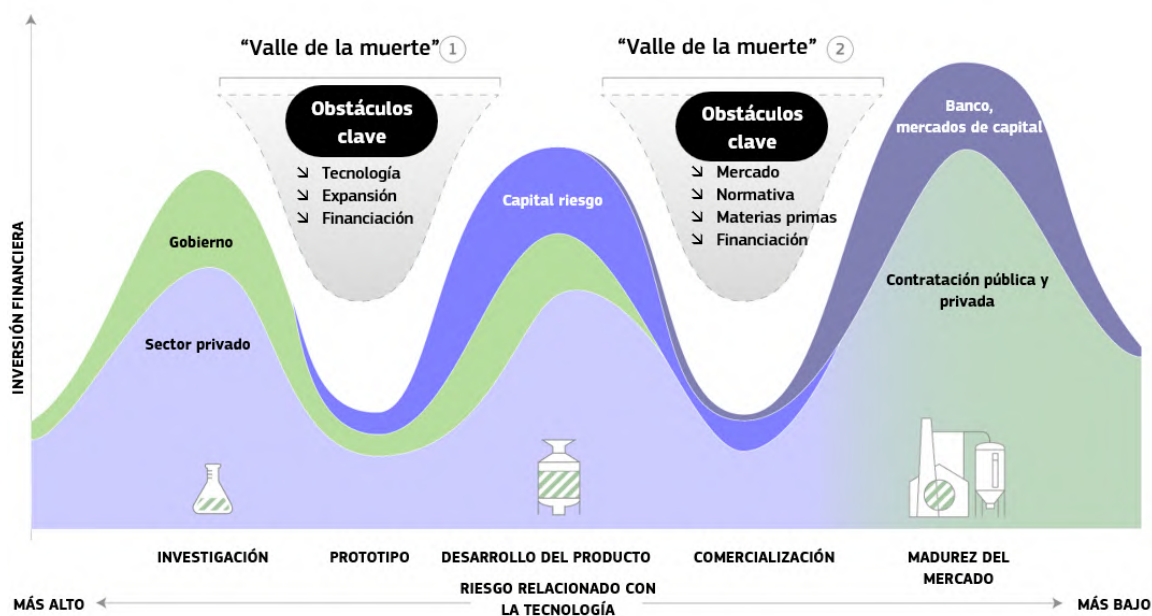 “Valle de la muerte” 1
“Valle de la muerte” 2
Obstáculos
clave
↘ Tecnología
↘ Expansión
↘ Financiación
Obstáculos
clave
↘ Mercado
↘ Normativa
↘ Materias primas
↘ Financiación
Banco,
mercados de capital
Capital riesgo
Gobierno
Sector privado
Contratación pública y
privada
INVERSIÓN FINANCIERA
INVESTIGACIÓN
PROTOTIPO
DESARROLLO DEL PRODUCTO
COMERCIALIZACIÓN
MADUREZ DEL
MERCADO
MÁS ALTO
RIESGO RELACIONADO CON
LA TECNOLOGÍA
MÁS BAJO